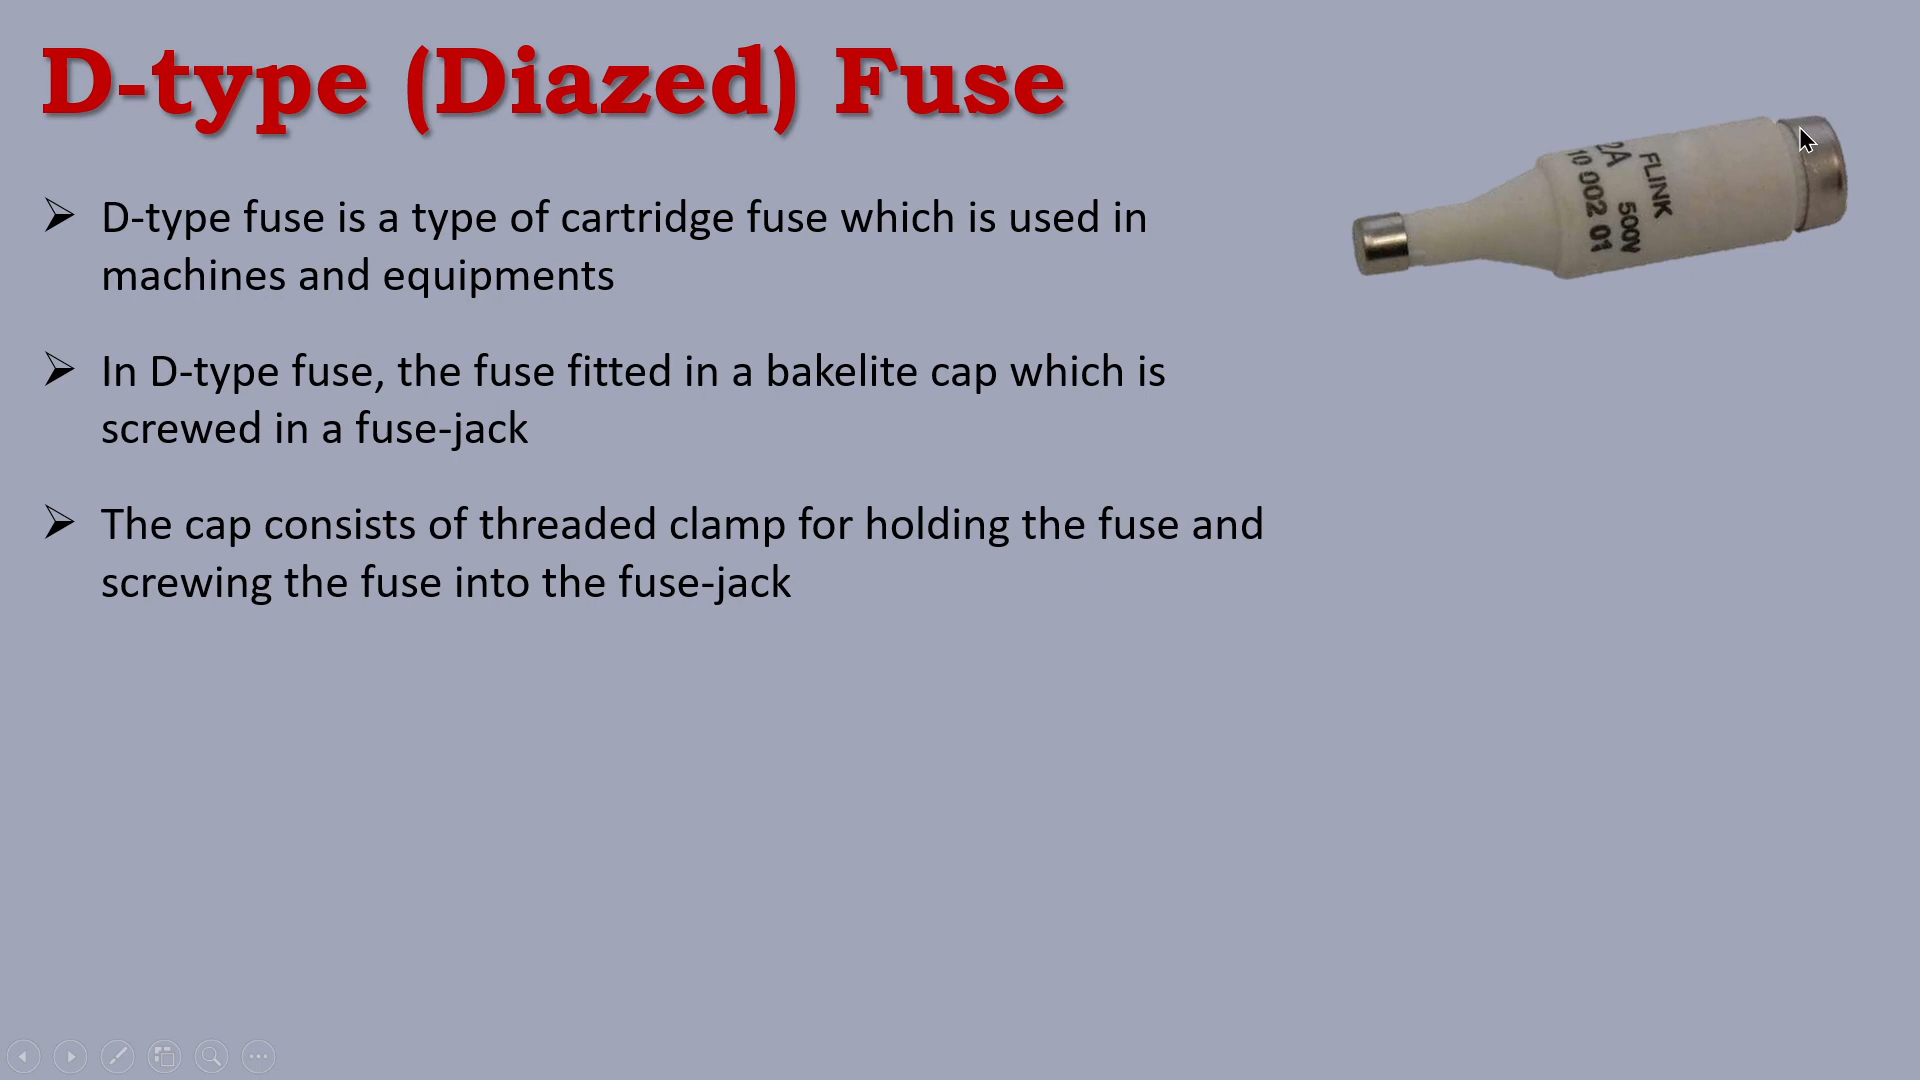 D-type (Diazed) Fuse
D-type fuse is a type of cartridge fuse which is used in
machines and equipments
In D-type fuse, the fuse fitted in a bakelite cap which is
screwed in a fuse-jack
The cap consists of threaded clamp for holding the fuse and
screwing the fuse into the fuse-jack
FLINK
500V
2A
10 002 01